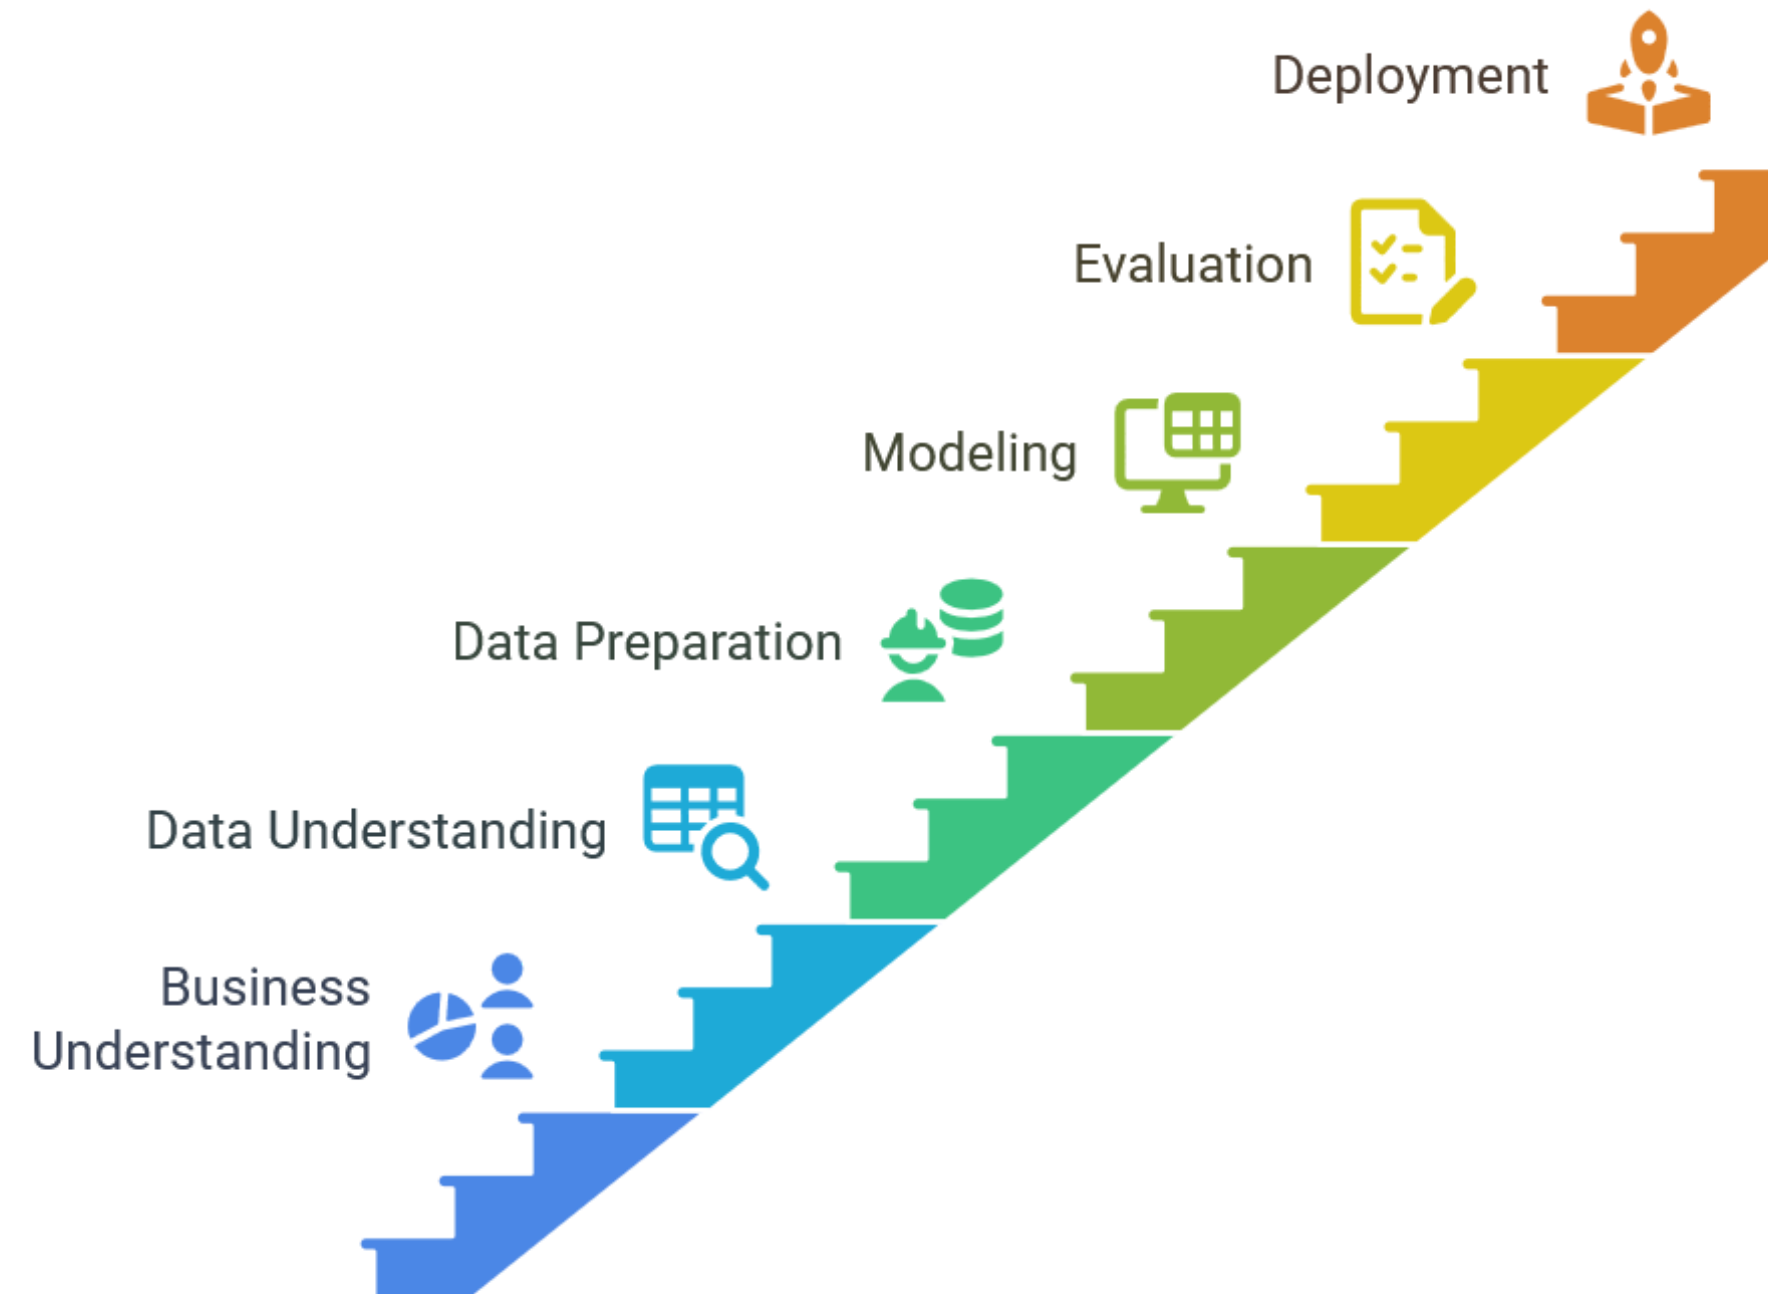 Deployment
Evaluation
Modeling
Data Preparation
Data Understanding
Business
Understanding